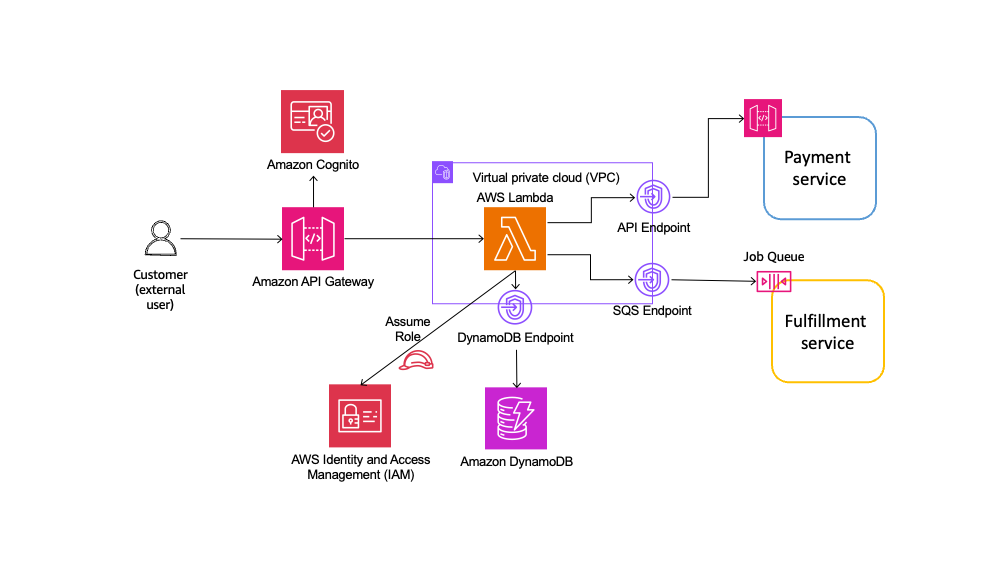 Amazon Cognito
Virtual private cloud (VPC)
AWS Lambda
Payment
service
API Endpoint
Customer
(external
user)
Amazon API Gateway
Job Queue
SQS Endpoint
Assume
Role
DynamoDB Endpoint
Fulfillment
service
AWS Identity and Access
Management (IAM)
Amazon DynamoDB